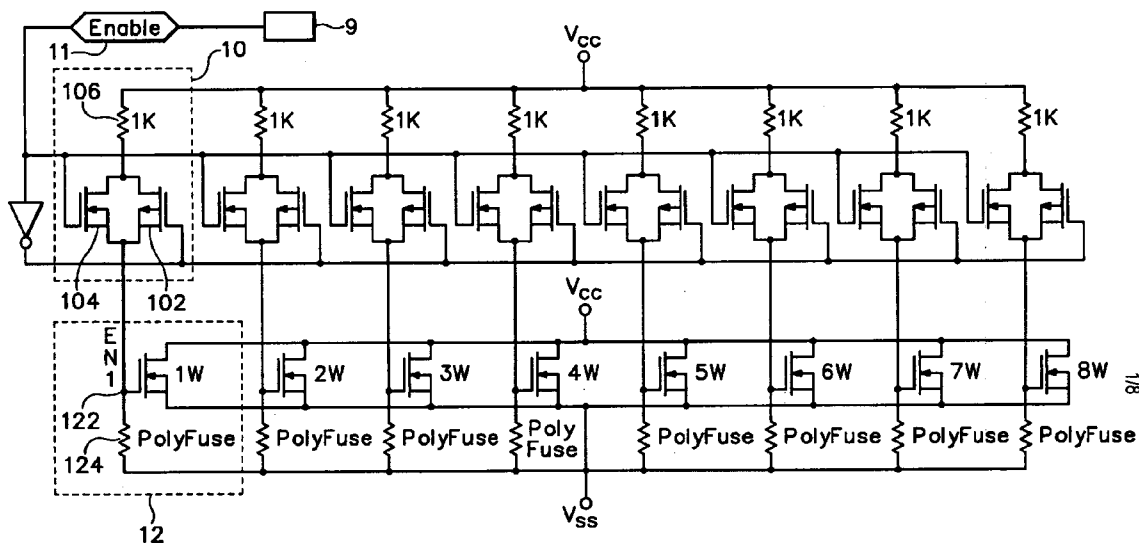 Enable
9
11
10
VCC
106
1K 1K 1K 1K 1K 1K 1K 1K
104
102
VCC
EN1
1W 2W 3W 4W 5W 6W 7W 8W
1/8
122
124
PolyFuse PolyFuse PolyFuse Poly Fuse PolyFuse PolyFuse PolyFuse PolyFuse
12
VSS